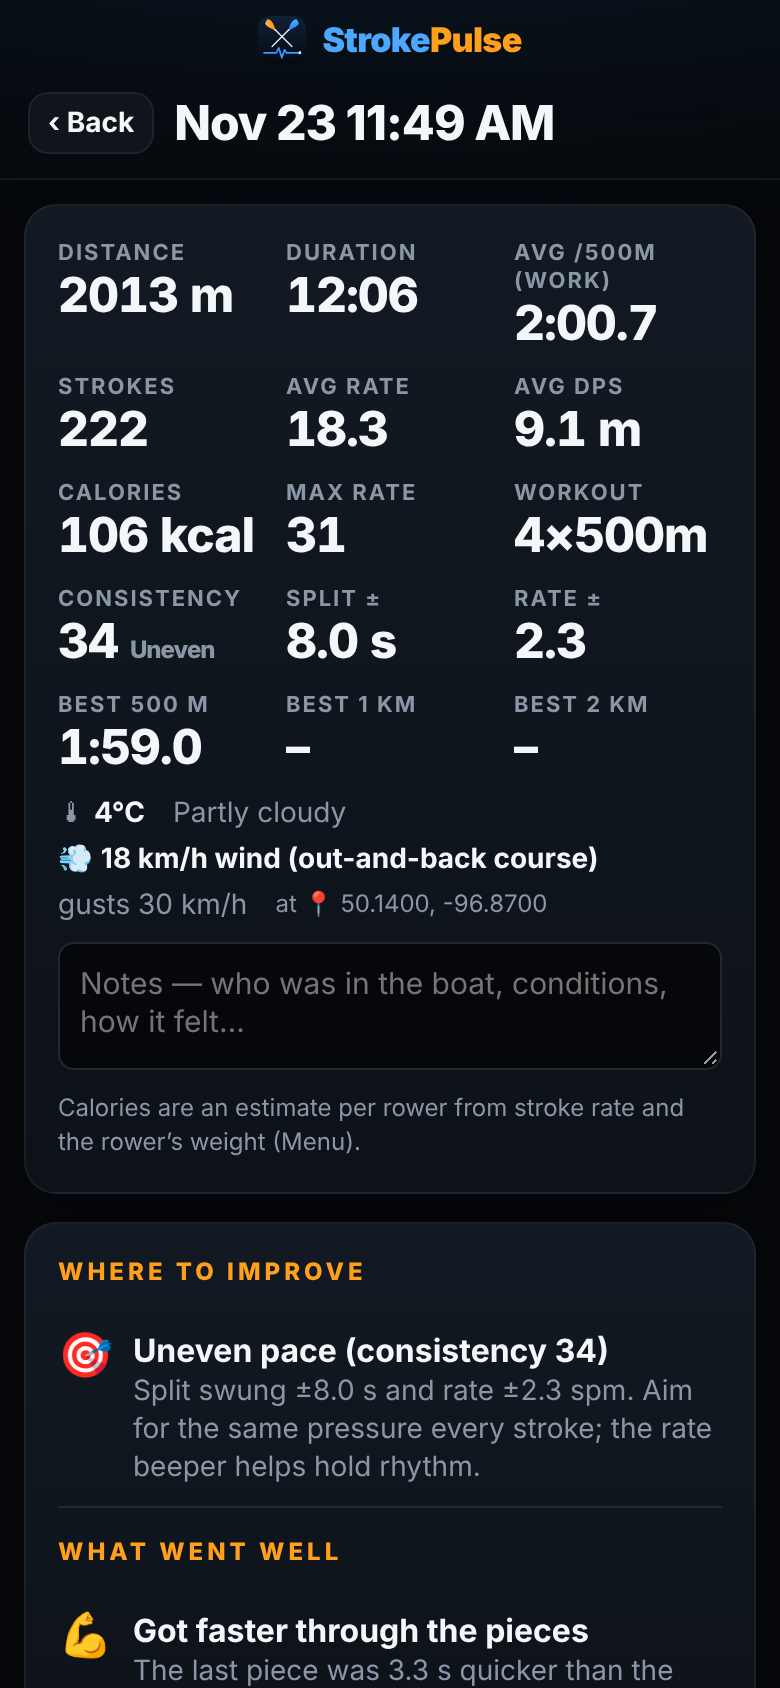 StrokePulse
‹ Back
Nov 23 11:49 AM
DISTANCE
2013 m
DURATION
12:06
AVG /500M
(WORK)
2:00.7
STROKES
222
AVG RATE
18.3
AVG DPS
9.1 m
CALORIES
106 kcal
MAX RATE
31
WORKOUT
4×500m
CONSISTENCY
34 Uneven
SPLIT ±
8.0 s
RATE ±
2.3
BEST 500 M
1:59.0
BEST 1 KM
–
BEST 2 KM
–
🌡 4°C Partly cloudy
💨 18 km/h wind (out-and-back course)
gusts 30 km/h at 📍 50.1400, -96.8700
Notes — who was in the boat, conditions,
how it felt...
Calories are an estimate per rower from stroke rate and
the rower’s weight (Menu).
WHERE TO IMPROVE
🎯 Uneven pace (consistency 34)
Split swung ±8.0 s and rate ±2.3 spm. Aim
for the same pressure every stroke; the rate
beeper helps hold rhythm.
WHAT WENT WELL
💪 Got faster through the pieces
The last piece was 3.3 s quicker than the